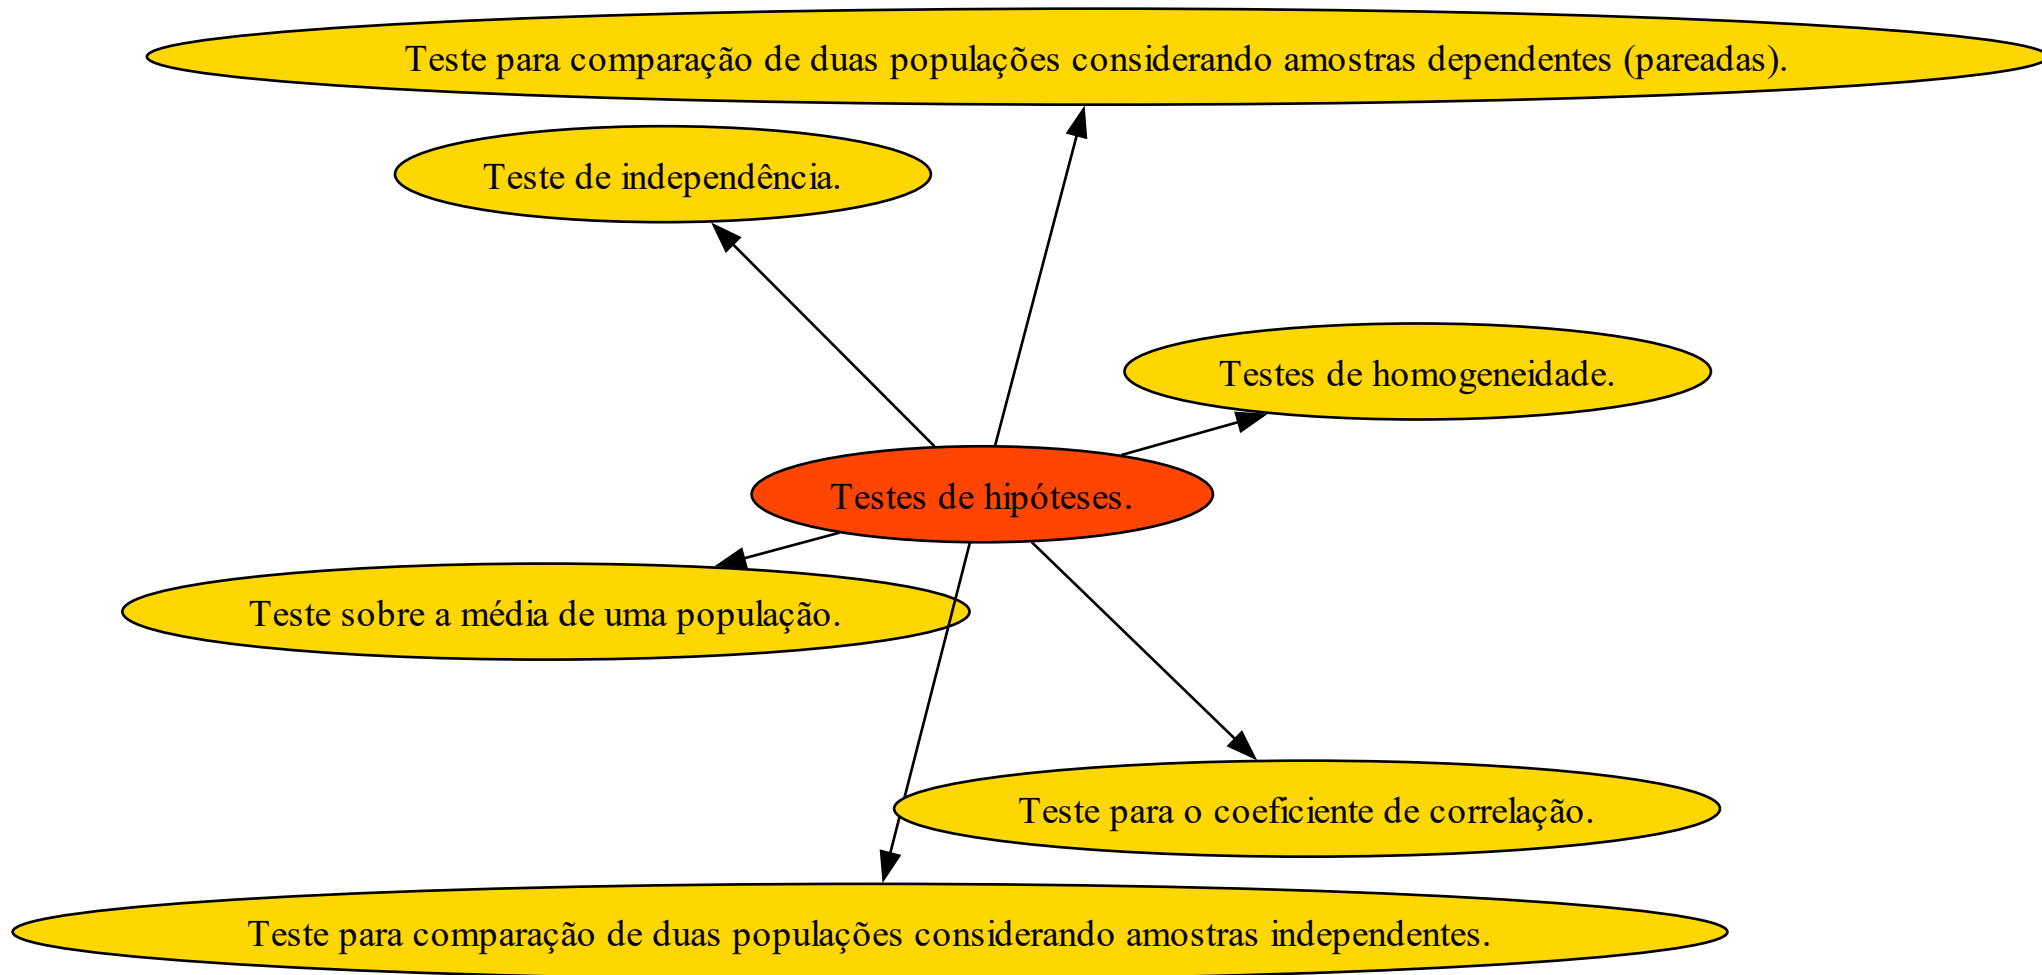 Teste para comparação de duas populações considerando amostras dependentes (pareadas).
Teste de independência.
Testes de homogeneidade.
Testes de hipóteses.
Teste sobre a média de uma população.
Teste para o coeficiente de correlação.
Teste para comparação de duas populações considerando amostras independentes.